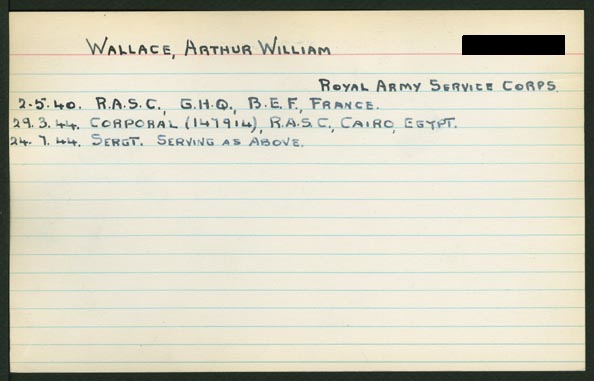 WALLACE, ARTHUR WILLIAM
ROYAL ARMY SERVICE CORPS.
2.5.40. R.A.S.C., G.H.Q., B.E.F., FRANCE.
29.3.44. CORPORAL (147914), R.A.S.C., CAIRO, EGYPT.
24.7.44. SERGT. SERVING AS ABOVE.